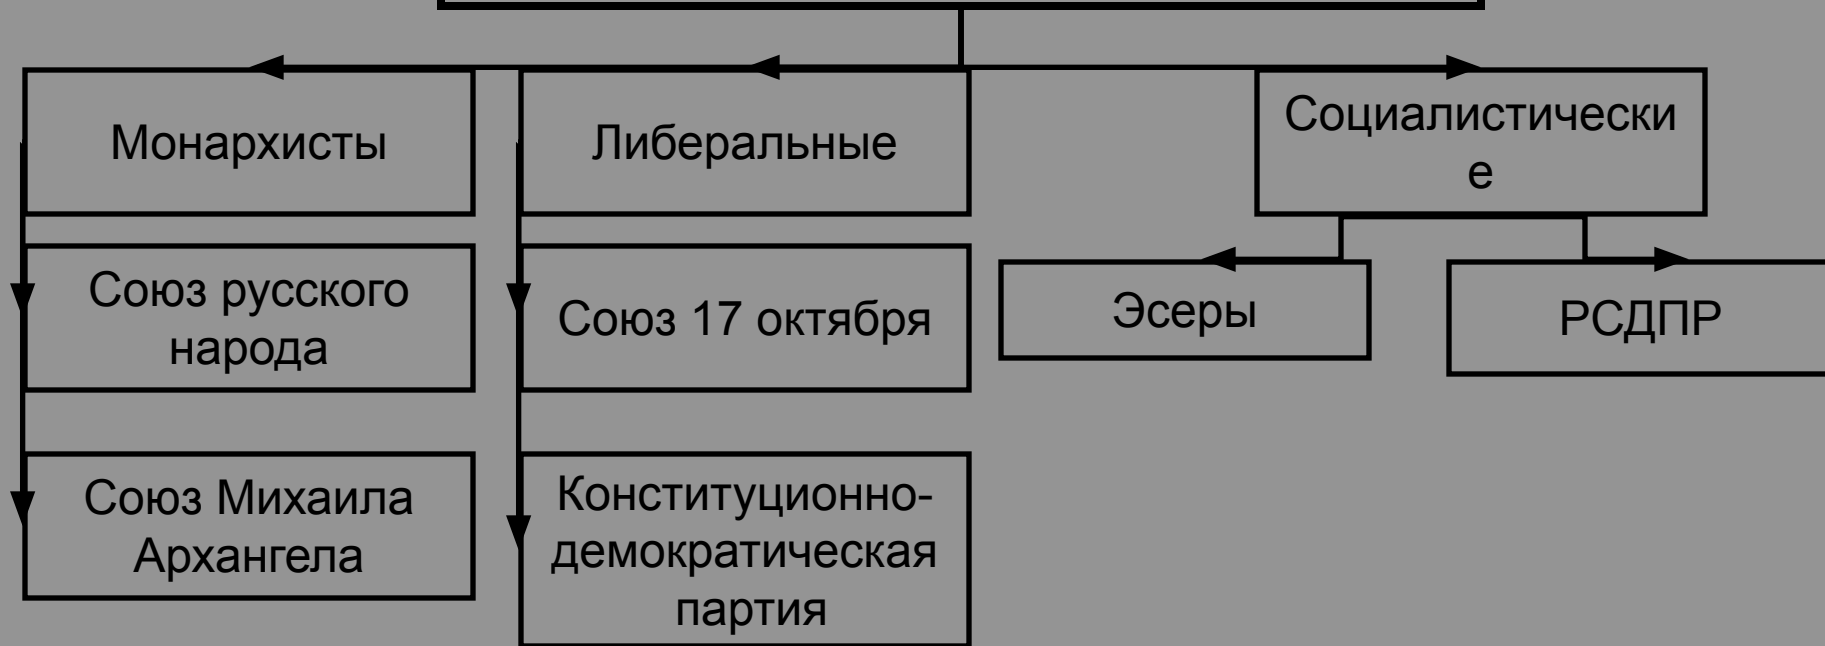 Монархисты
Либеральные
Социалистически
е
Союз русского
народа
Союз 17 октября
Эсеры
РСДПР
Союз Михаила
Архангела
Конституционно-
демократическая
партия